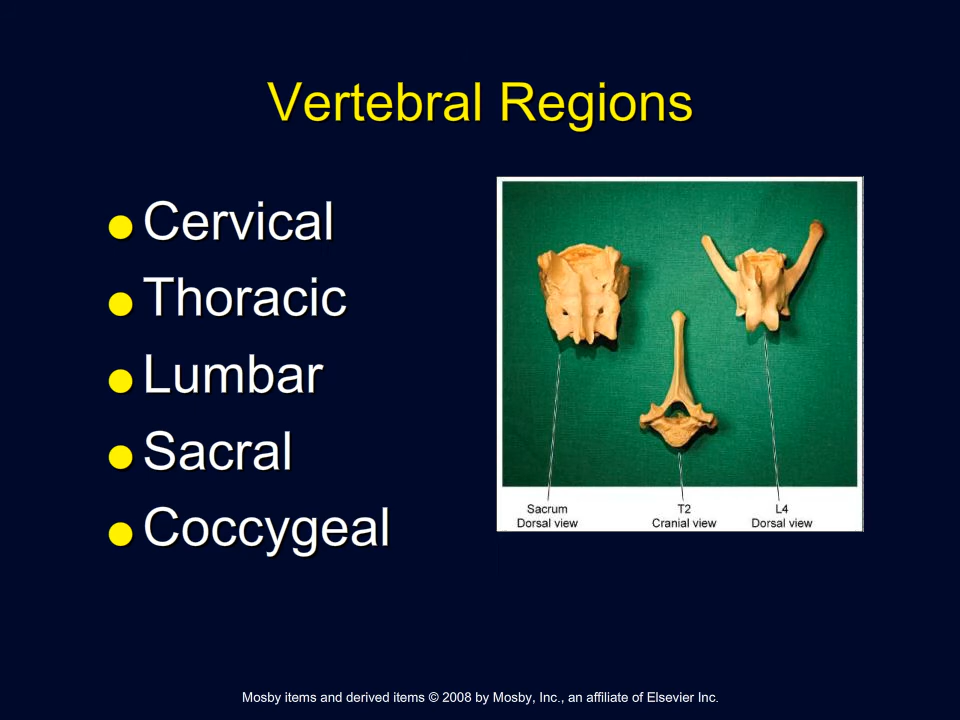 Vertebral Regions
Cervical
Thoracic
Lumbar
Sacral
Coccygeal
Sacrum
Dorsal view
T2
Cranial view
L4
Dorsal view
Mosby items and derived items © 2008 by Mosby, Inc., an affiliate of Elsevier Inc.